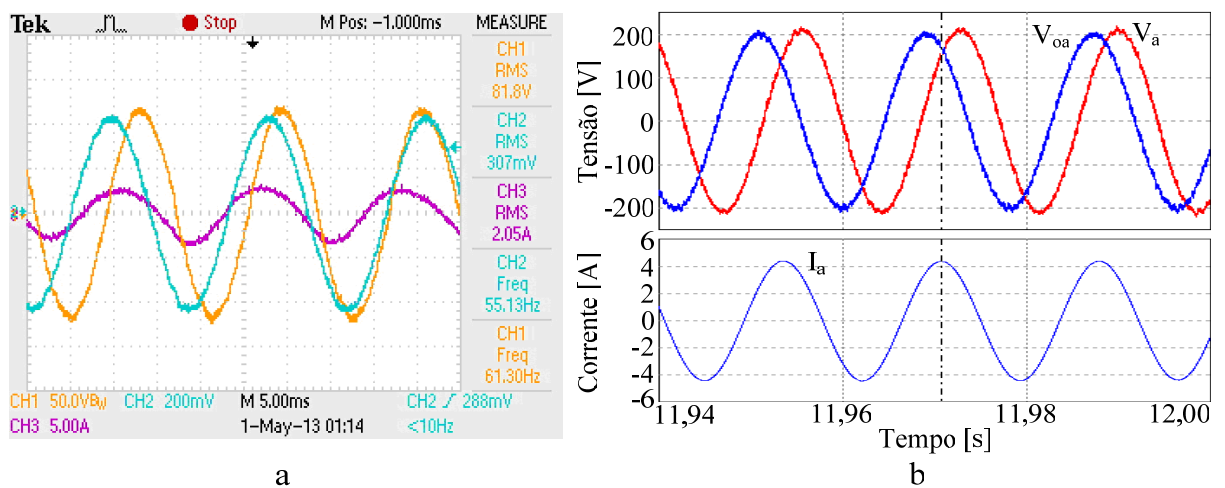 Tek Stop M Pos: -1.000ms MEASURE
CH1
RMS
81.8V
CH2
RMS
307mV
CH3
RMS
2.05A
CH2
Freq
55.13Hz
CH1
Freq
61.30Hz
CH1 50.0VBw CH2 200mV M 5.00ms CH2 288mV
CH3 5.00A 1-May-13 01:14 <10Hz
a
Tensão [V]
200
100
0
-100
-200
Voa Va
Corrente [A]
6
4
2
0
-2
-4
-6
Ia
11,94 11,96 11,98 12,00
Tempo [s]
b